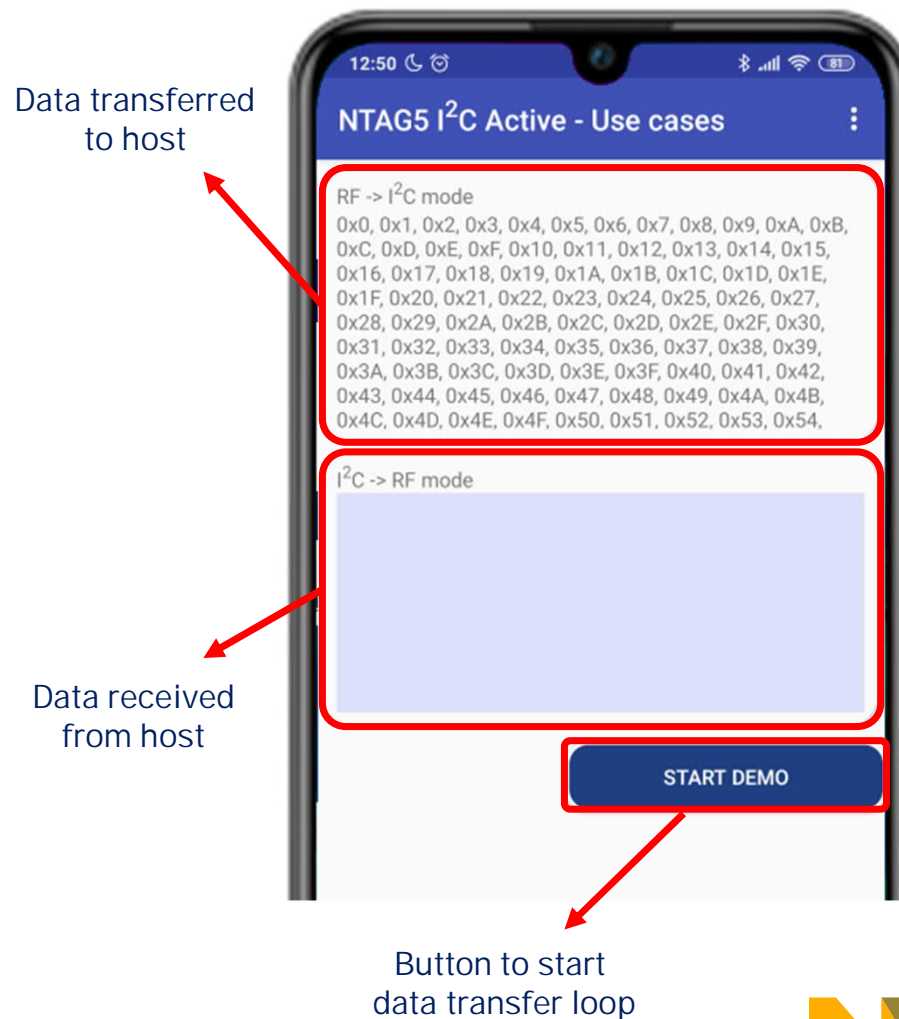 12:50 81
Data transferred
to host
NTAG5 I²C Active - Use cases
RF -> I²C mode
0x0, 0x1, 0x2, 0x3, 0x4, 0x5, 0x6, 0x7, 0x8, 0x9, 0xA, 0xB,
0xC, 0xD, 0xE, 0xF, 0x10, 0x11, 0x12, 0x13, 0x14, 0x15,
0x16, 0x17, 0x18, 0x19, 0x1A, 0x1B, 0x1C, 0x1D, 0x1E,
0x1F, 0x20, 0x21, 0x22, 0x23, 0x24, 0x25, 0x26, 0x27,
0x28, 0x29, 0x2A, 0x2B, 0x2C, 0x2D, 0x2E, 0x2F, 0x30,
0x31, 0x32, 0x33, 0x34, 0x35, 0x36, 0x37, 0x38, 0x39,
0x3A, 0x3B, 0x3C, 0x3D, 0x3E, 0x3F, 0x40, 0x41, 0x42,
0x43, 0x44, 0x45, 0x46, 0x47, 0x48, 0x49, 0x4A, 0x4B,
0x4C, 0x4D, 0x4E, 0x4F, 0x50, 0x51, 0x52, 0x53, 0x54,
I²C -> RF mode
Data received
from host
START DEMO
Button to start
data transfer loop